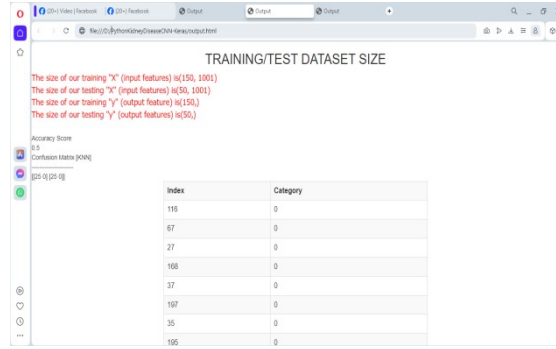 (20+) Video | Facebook
(20+) Facebook
Output
Output
Output
file:///D:/PythonKidneyDiseaseCNN-Keras/output.html
TRAINING/TEST DATASET SIZE
The size of our training "X" (input features) is(150, 1001)
The size of our testing "X" (input features) is(50, 1001)
The size of our training "y" (output feature) is(150,)
The size of our testing "y" (output features) is(50,)
Accuracy Score
0.5
Confusion Matrix [KNN]
--------------------
[[25 0] [25 0]]
Index Category
116 0
67 0
27 0
168 0
37 0
197 0
35 0
195 0